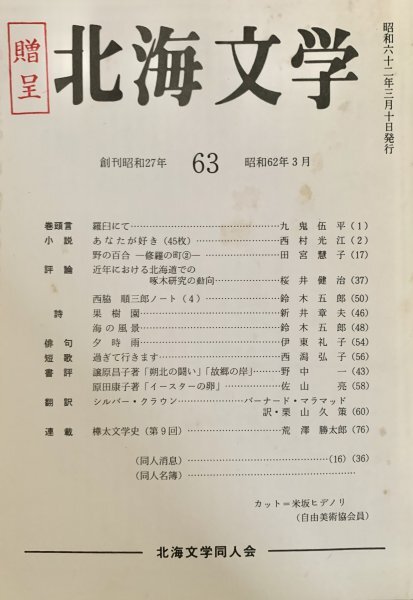 昭和六十二年三月十日発行
贈呈
北海文学
創刊昭和27年 63 昭和62年3月
巻頭言 羅臼にて……九鬼伍平(1)
小説 あなたが好き(45枚)……西村光江(2)
野の百合 ―修羅の町②―……田宮慧子(17)
評論 近年における北海道での
啄木研究の動向……桜井健治(37)
西脇順三郎ノート(4)……鈴木五郎(50)
詩 果樹園……新井章夫(46)
海の風景……鈴木五郎(48)
俳句 夕時雨……伊東礼子(54)
短歌 過ぎて行きます……西潟弘子(56)
書評 譲原昌子著「朔北の闘い」「故郷の岸」……野中一(43)
原田康子著「イースターの卵」……佐山亮(58)
翻訳 シルバー・クラウン……バーナード・マラマッド
訳・栗山久策(60)
連載 樺太文学史(第9回)……荒澤勝太郎(76)
(同人消息)……(16)(36)
(同人名簿)……
カット=米坂ヒデノリ
(自由美術協会員)
北海文学同人会